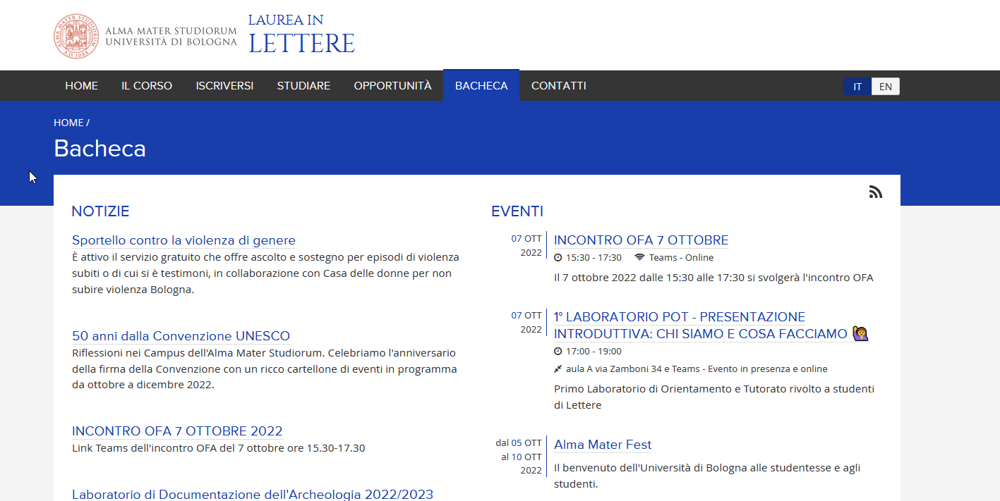 ALMA MATER STUDIORUM
A.D. 1088
ALMA MATER STUDIORUM
UNIVERSITÀ DI BOLOGNA
LAUREA IN
LETTERE
HOME IL CORSO ISCRIVERSI STUDIARE OPPORTUNITÀ BACHECA CONTATTI IT EN
HOME /
Bacheca
NOTIZIE
Sportello contro la violenza di genere
È attivo il servizio gratuito che offre ascolto e sostegno per episodi di violenza
subiti o di cui si è testimoni, in collaborazione con Casa delle donne per non
subire violenza Bologna.
50 anni dalla Convenzione UNESCO
Riflessioni nei Campus dell'Alma Mater Studiorum. Celebriamo l'anniversario
della firma della Convenzione con un ricco cartellone di eventi in programma
da ottobre a dicembre 2022.
INCONTRO OFA 7 OTTOBRE 2022
Link Teams dell'incontro OFA del 7 ottobre ore 15.30-17.30
Laboratorio di Documentazione dell'Archeologia 2022/2023
EVENTI
07 OTT
2022
INCONTRO OFA 7 OTTOBRE
15:30 - 17:30 Teams - Online
Il 7 ottobre 2022 dalle 15:30 alle 17:30 si svolgerà l'incontro OFA
07 OTT
2022
1° LABORATORIO POT - PRESENTAZIONE
INTRODUTTIVA: CHI SIAMO E COSA FACCIAMO 🙋
17:00 - 19:00
aula A via Zamboni 34 e Teams - Evento in presenza e online
Primo Laboratorio di Orientamento e Tutorato rivolto a studenti
di Lettere
dal 05 OTT
al 10 OTT
2022
Alma Mater Fest
Il benvenuto dell'Università di Bologna alle studentesse e agli
studenti.